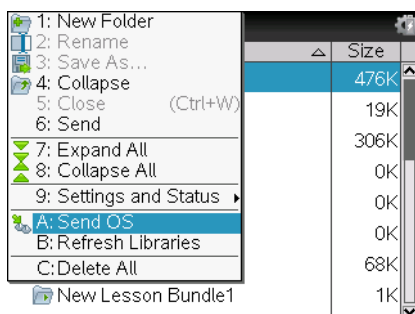 1: New Folder
2: Rename
3: Save As...
4: Collapse
5: Close (Ctrl+W)
6: Send
7: Expand All
8: Collapse All
9: Settings and Status
A: Send OS
B: Refresh Libraries
C: Delete All
New Lesson Bundle1
Size
476K
19K
306K
0K
0K
0K
68K
1K